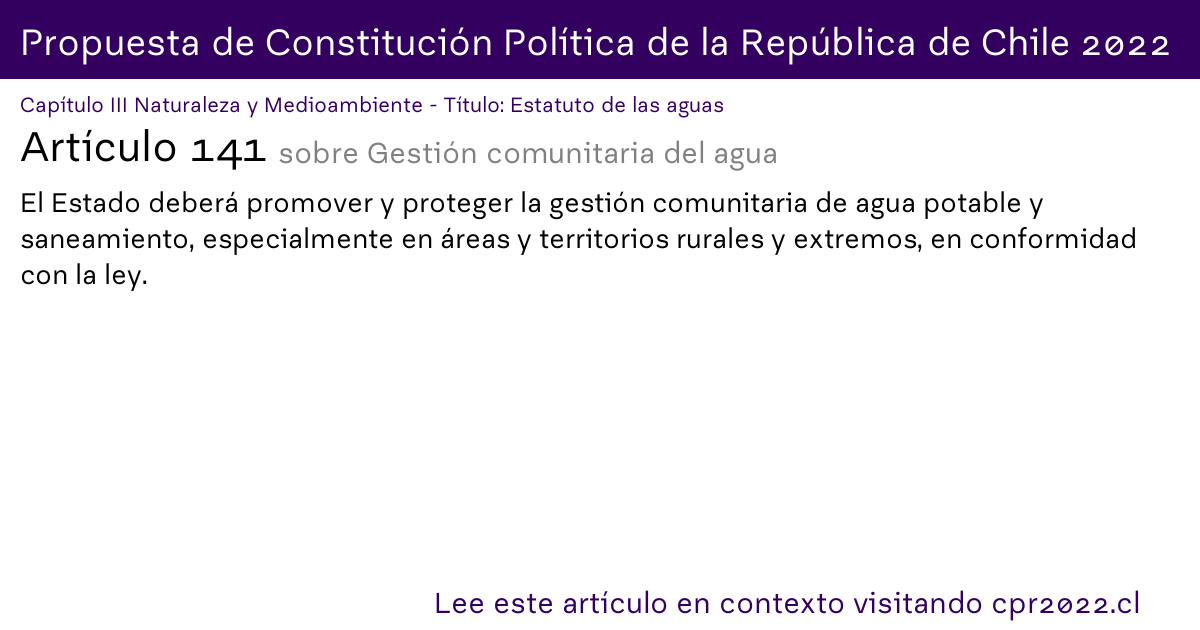 Propuesta de Constitución Política de la República de Chile 2022
Capítulo III Naturaleza y Medioambiente - Título: Estatuto de las aguas
Artículo 141 sobre Gestión comunitaria del agua
El Estado deberá promover y proteger la gestión comunitaria de agua potable y
saneamiento, especialmente en áreas y territorios rurales y extremos, en conformidad
con la ley.
Lee este artículo en contexto visitando cpr2022.cl